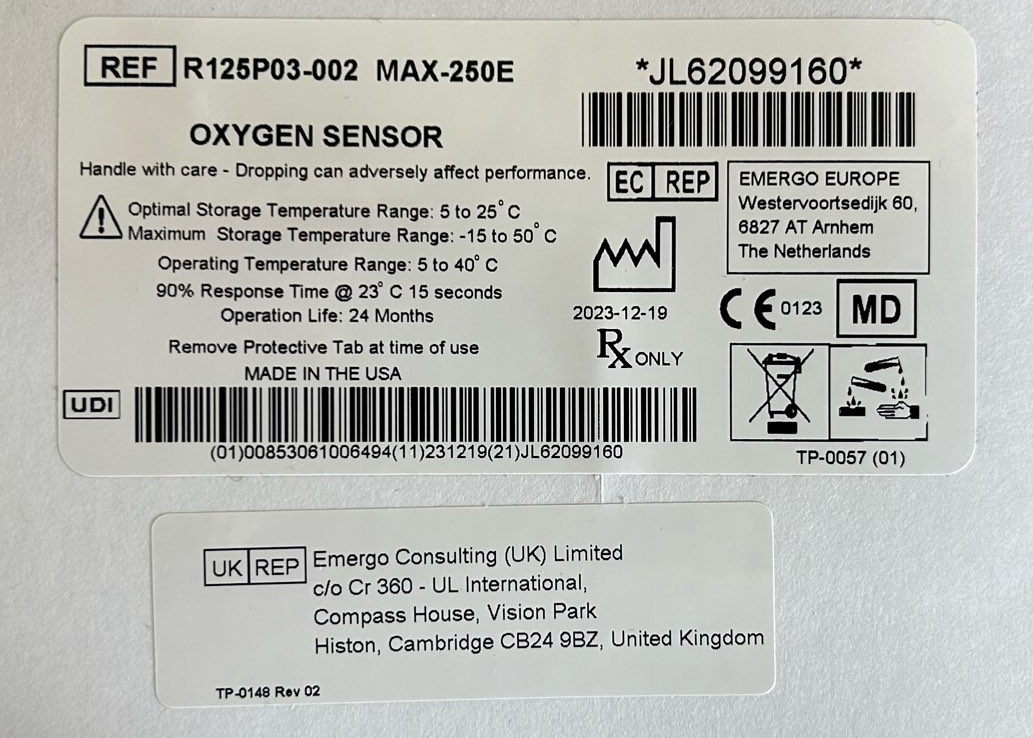 REF R125P03-002 MAX-250E
*JL62099160*
OXYGEN SENSOR
Handle with care - Dropping can adversely affect performance.
Optimal Storage Temperature Range: 5 to 25° C
Maximum Storage Temperature Range: -15 to 50° C
Operating Temperature Range: 5 to 40° C
90% Response Time @ 23° C 15 seconds
Operation Life: 24 Months
Remove Protective Tab at time of use
MADE IN THE USA
EC REP
EMERGO EUROPE
Westervoortsedijk 60,
6827 AT Arnhem
The Netherlands
2023-12-19
Rx ONLY
CE 0123
MD
UDI
(01)00853061006494(11)231219(21)JL62099160
TP-0057 (01)
UK REP
Emergo Consulting (UK) Limited
c/o Cr 360 - UL International,
Compass House, Vision Park
Histon, Cambridge CB24 9BZ, United Kingdom
TP-0148 Rev 02